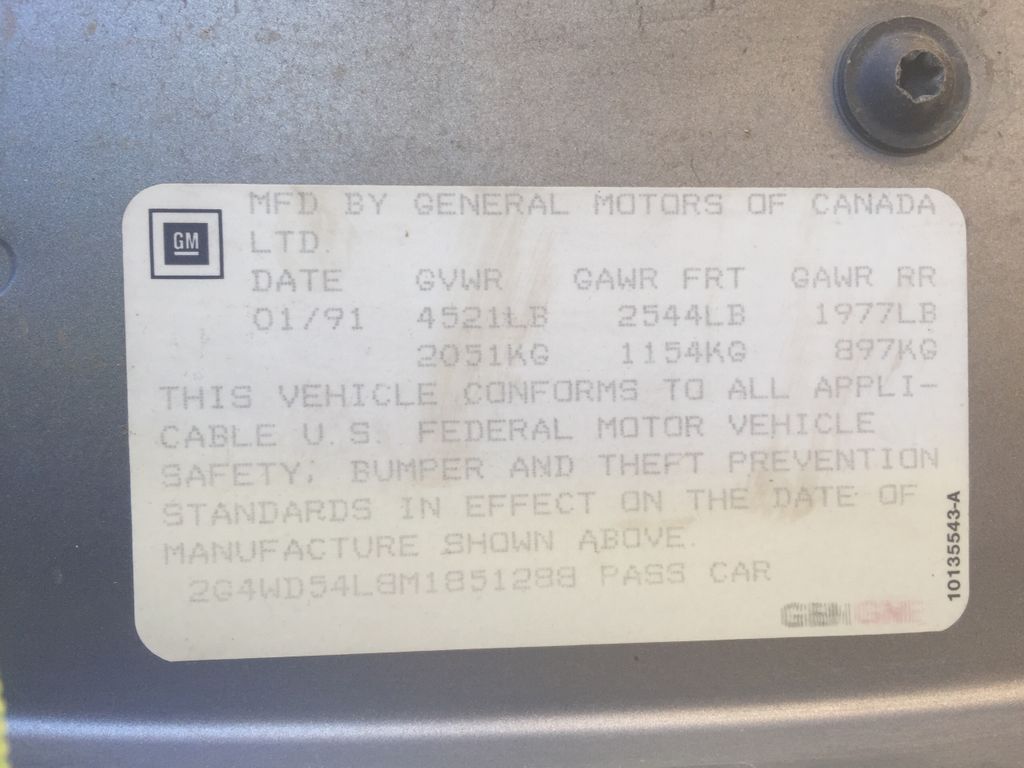 GM
MFD BY GENERAL MOTORS OF CANADA
LTD.
DATE GVWR GAWR FRT GAWR RR
01/91 4521LB 2544LB 1977LB
2051KG 1154KG 897KG
THIS VEHICLE CONFORMS TO ALL APPLI-
CABLE U.S. FEDERAL MOTOR VEHICLE
SAFETY, BUMPER AND THEFT PREVENTION
STANDARDS IN EFFECT ON THE DATE OF
MANUFACTURE SHOWN ABOVE.
2G4WD54L8M1851288 PASS CAR
10135543-A